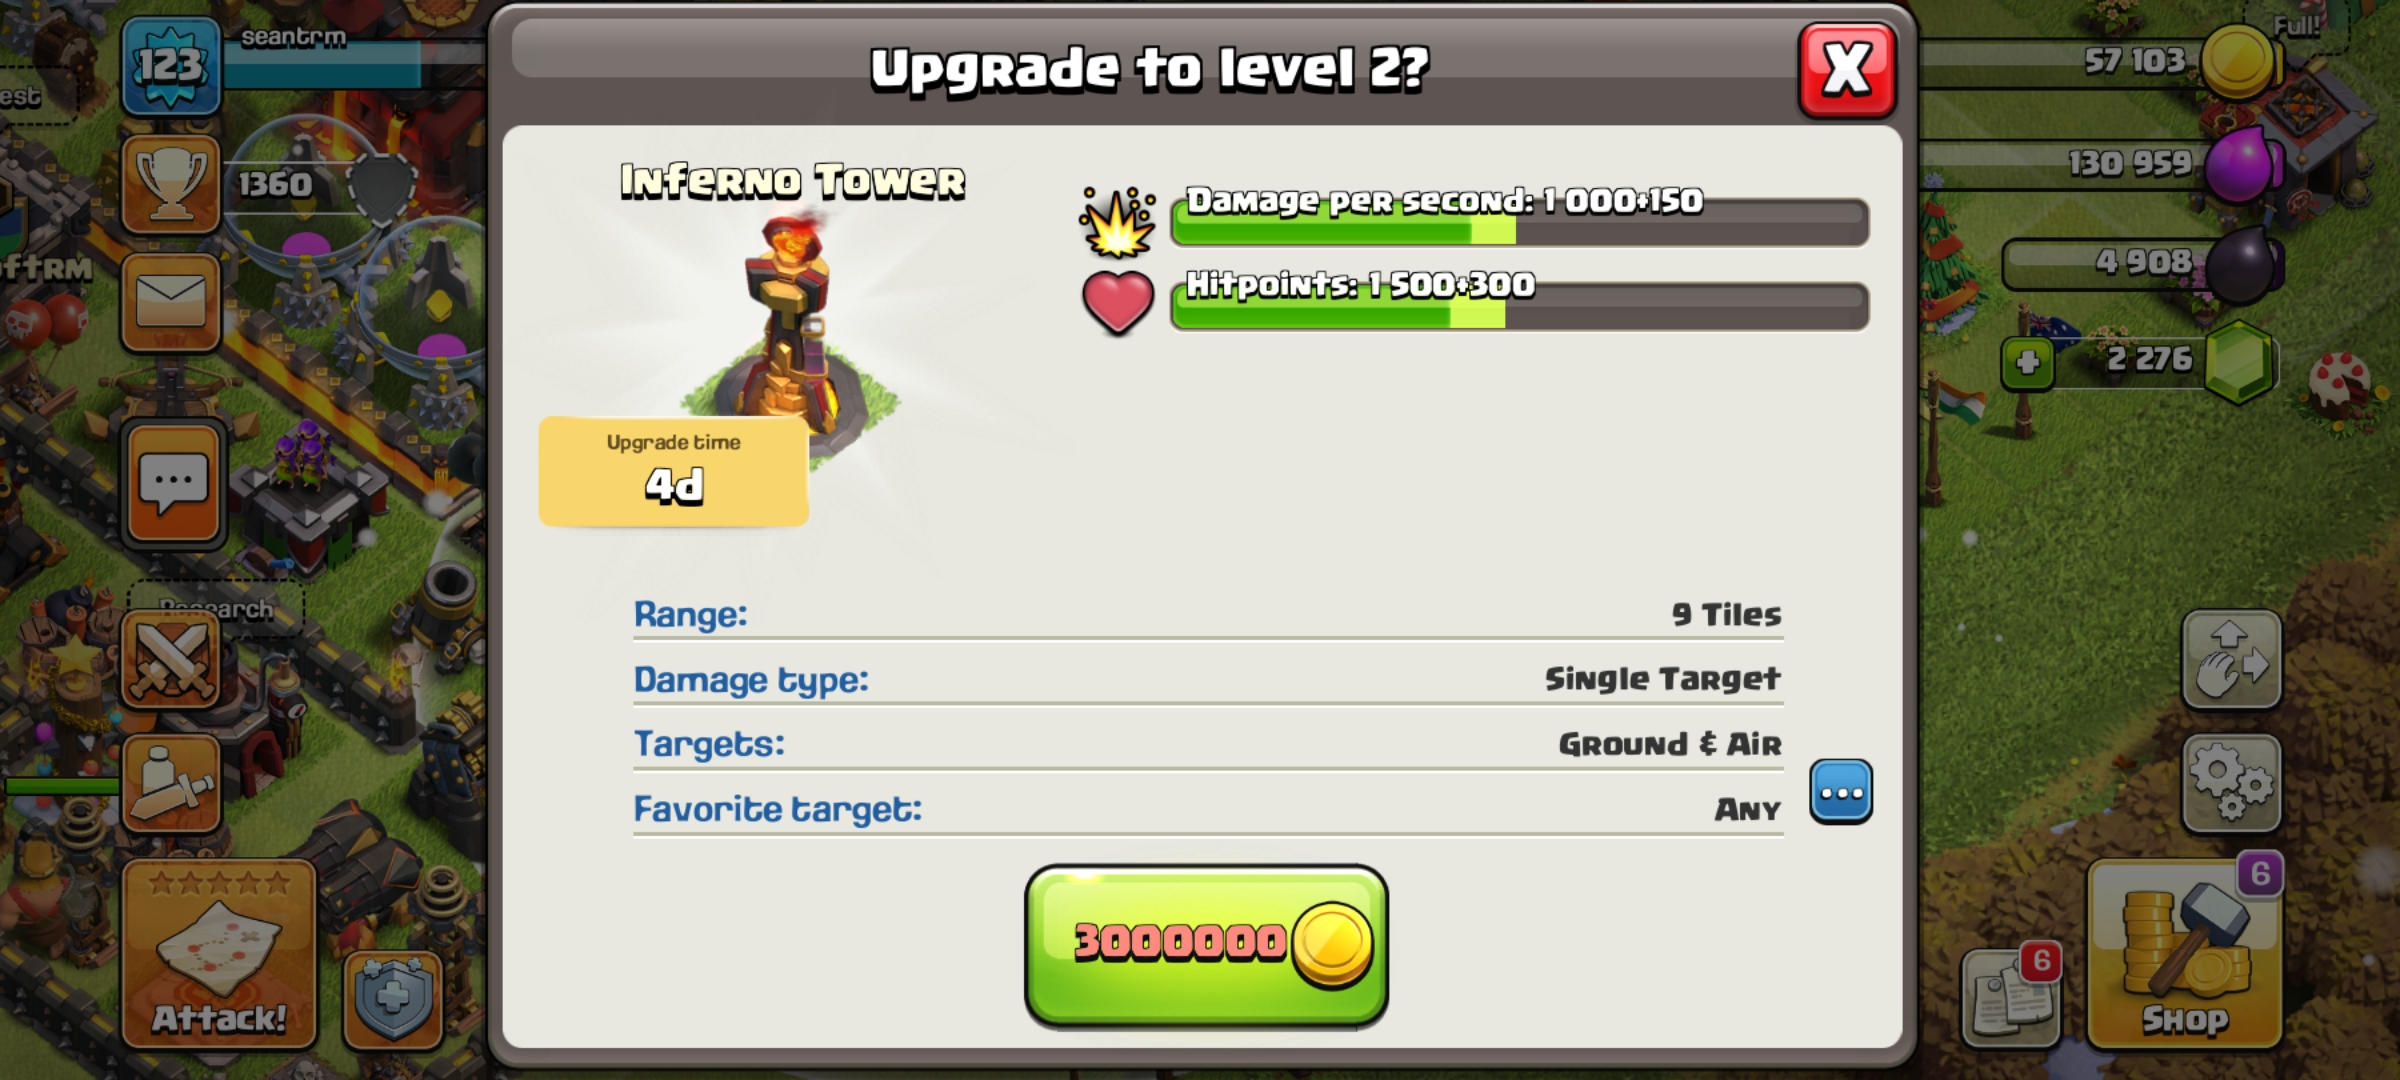 seantrm
Upgrade to level 2?
Full!
123
57 103
est
Inferno Tower
Damage per second: 1 000+150
130 959
1360
4 908
Hitpoints: 1 500+300
2 276
Upgrade time
4d
Range: 9 Tiles
Damage type: Single Target
Targets: Ground & Air
Favorite target: Any
3000000
6
6
Attack!
Shop